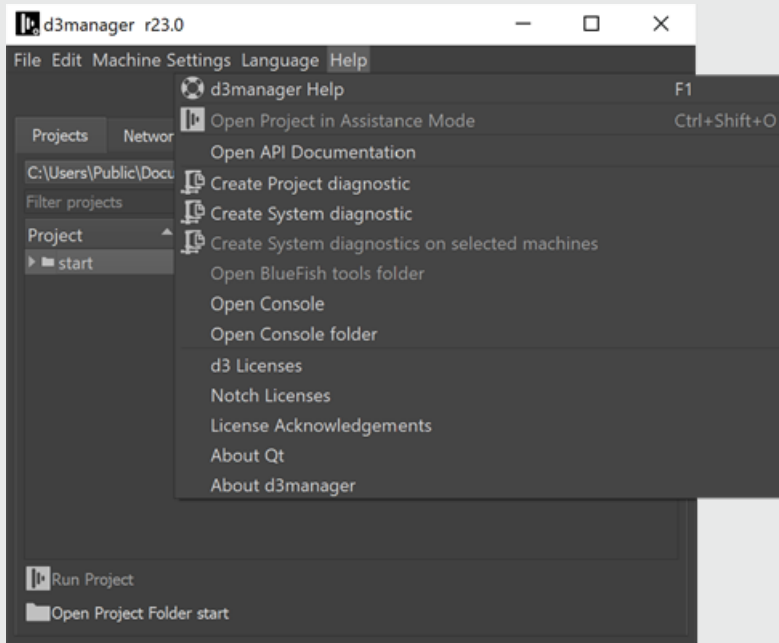 d3manager r23.0
File Edit Machine Settings Language Help
d3manager Help F1
Open Project in Assistance Mode Ctrl+Shift+O
Projects
Open API Documentation
C:\Users\Public\Docu
Create Project diagnostic
Filter projects
Create System diagnostic
Project
Create System diagnostics on selected machines
start
Open BlueFish tools folder
Open Console
Open Console folder
d3 Licenses
Notch Licenses
License Acknowledgements
About Qt
About d3manager
Run Project
Open Project Folder start